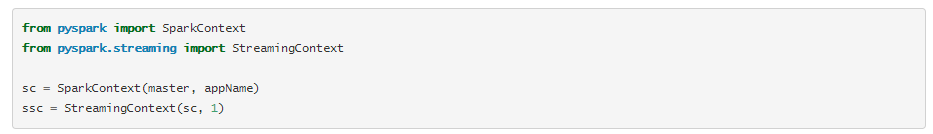 from pyspark import SparkContext
from pyspark.streaming import StreamingContext
sc = SparkContext(master, appName)
ssc = StreamingContext(sc, 1)